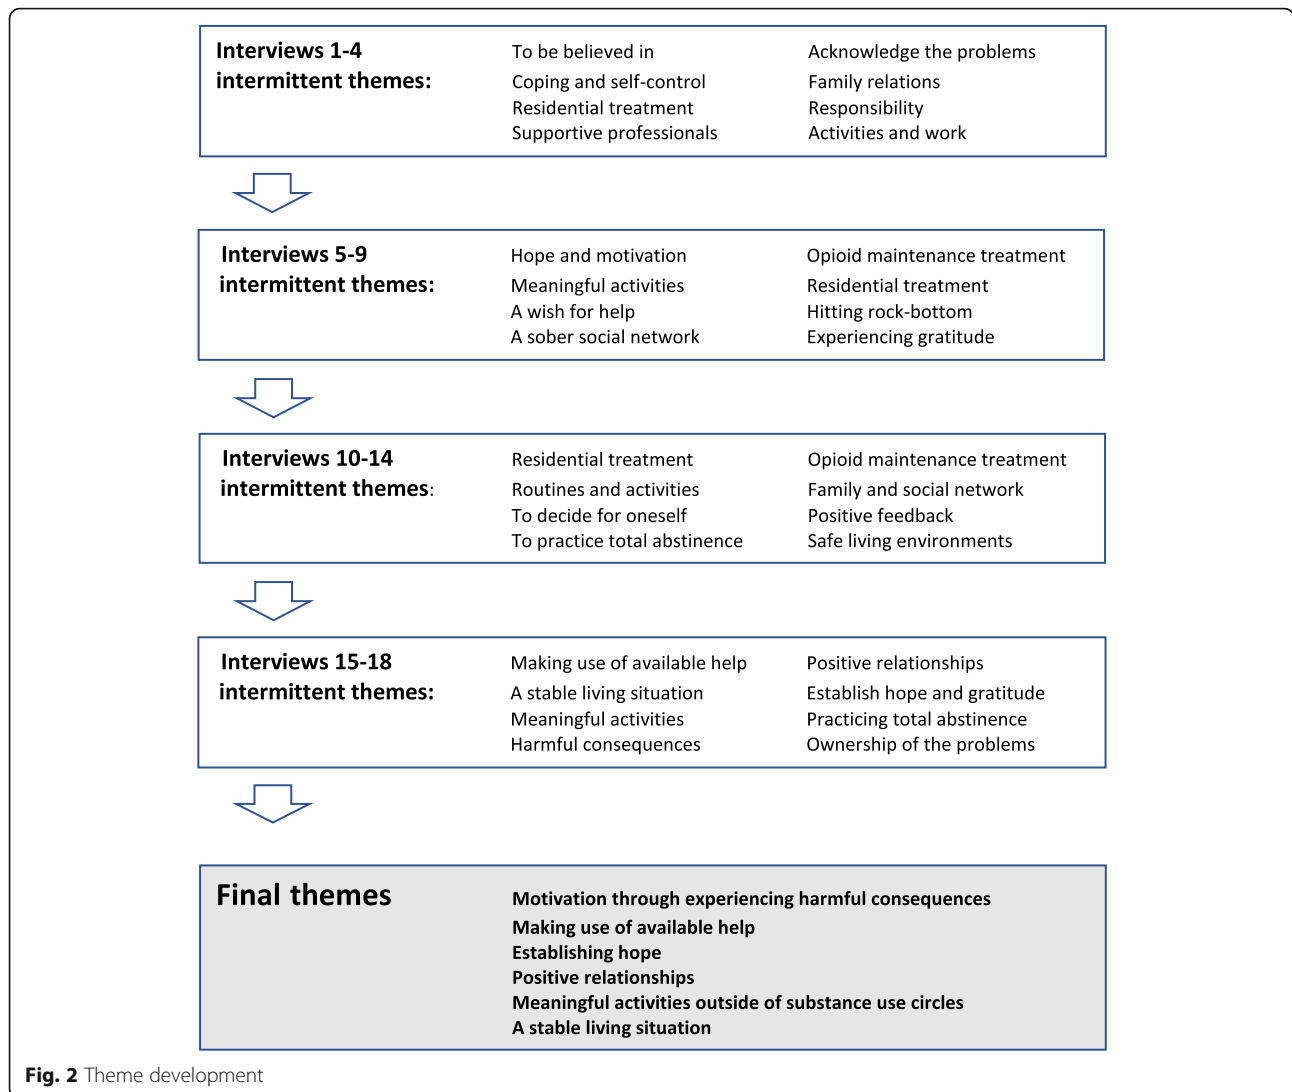 Interviews 1-4
intermittent themes:
To be believed in
Coping and self-control
Residential treatment
Supportive professionals
Acknowledge the problems
Family relations
Responsibility
Activities and work
Interviews 5-9
intermittent themes:
Hope and motivation
Meaningful activities
A wish for help
A sober social network
Opioid maintenance treatment
Residential treatment
Hitting rock-bottom
Experiencing gratitude
Interviews 10-14
intermittent themes:
Residential treatment
Routines and activities
To decide for oneself
To practice total abstinence
Opioid maintenance treatment
Family and social network
Positive feedback
Safe living environments
Interviews 15-18
intermittent themes:
Making use of available help
A stable living situation
Meaningful activities
Harmful consequences
Positive relationships
Establish hope and gratitude
Practicing total abstinence
Ownership of the problems
Final themes
Motivation through experiencing harmful consequences
Making use of available help
Establishing hope
Positive relationships
Meaningful activities outside of substance use circles
A stable living situation
Fig. 2 Theme development